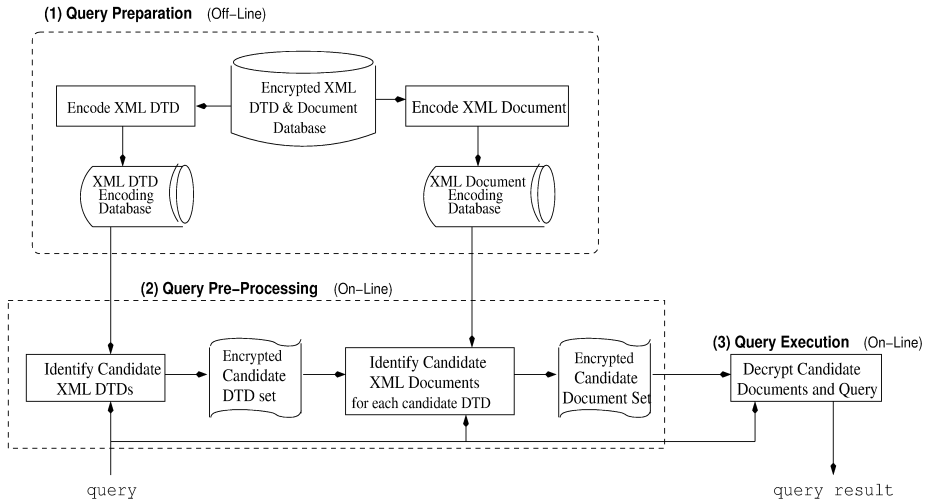 (1) Query Preparation (Off-Line)
Encrypted XML
DTD & Document
Database
Encode XML DTD
Encode XML Document
XML DTD
Encoding
Database
XML Document
Encoding
Database
(2) Query Pre-Processing (On-Line)
Identify Candidate
XML DTDs
Encrypted
Candidate
DTD set
Identify Candidate
XML Documents
for each candidate DTD
Encrypted
Candidate
Document Set
(3) Query Execution (On-Line)
Decrypt Candidate
Documents and Query
query
query result